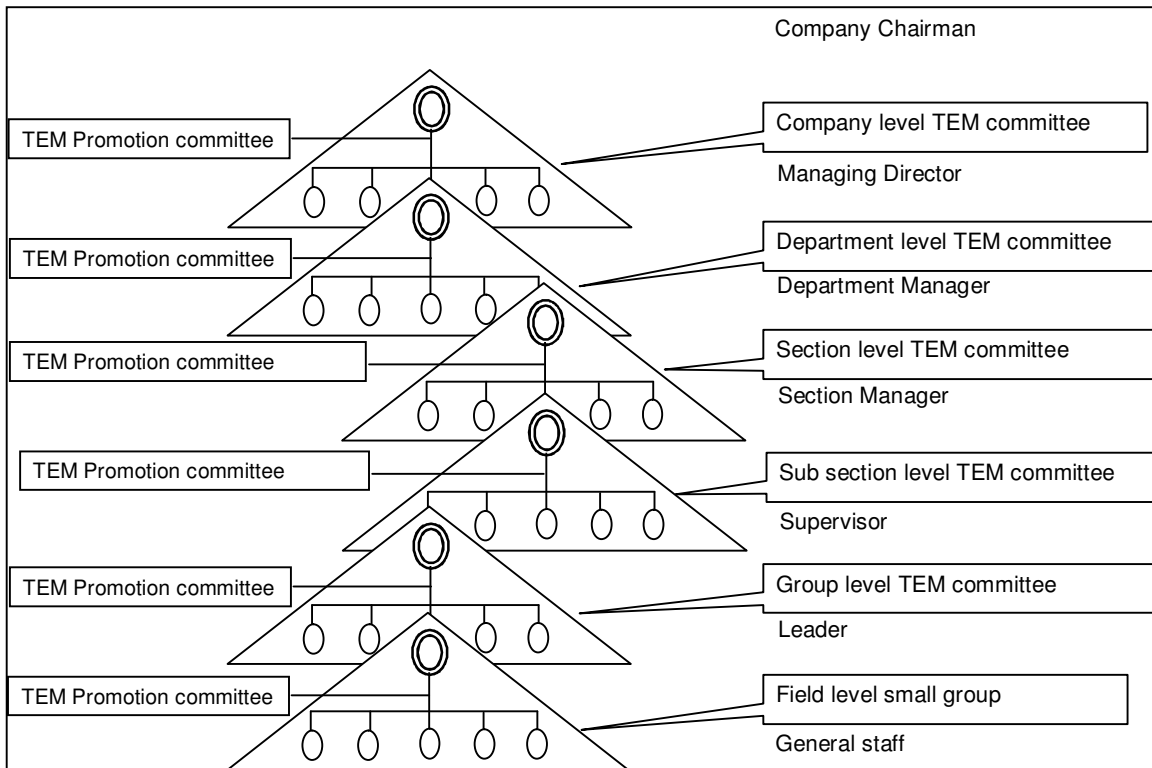 Company Chairman
TEM Promotion committee
Company level TEM committee
Managing Director
TEM Promotion committee
Department level TEM committee
Department Manager
TEM Promotion committee
Section level TEM committee
Section Manager
TEM Promotion committee
Sub section level TEM committee
Supervisor
TEM Promotion committee
Group level TEM committee
Leader
TEM Promotion committee
Field level small group
General staff